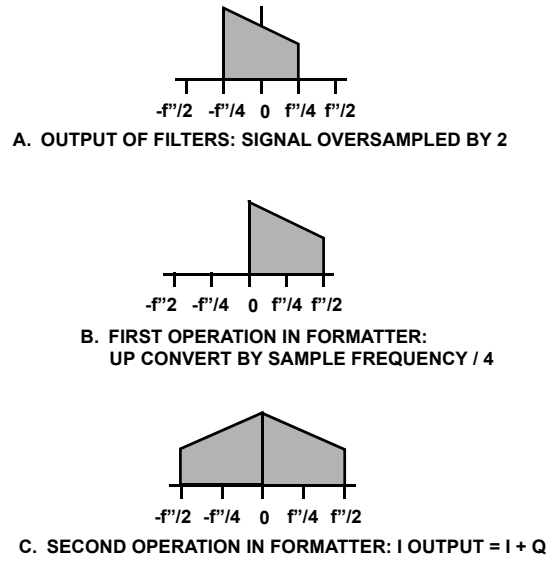 -f”/2 -f”/4 0 f”/4 f”/2
A. OUTPUT OF FILTERS: SIGNAL OVERSAMPLED BY 2
-f”2 -f”/4 0 f”/4 f”/2
B. FIRST OPERATION IN FORMATTER:
UP CONVERT BY SAMPLE FREQUENCY / 4
-f”/2 -f”/4 0 f”/4 f”/2
C. SECOND OPERATION IN FORMATTER: I OUTPUT = I + Q